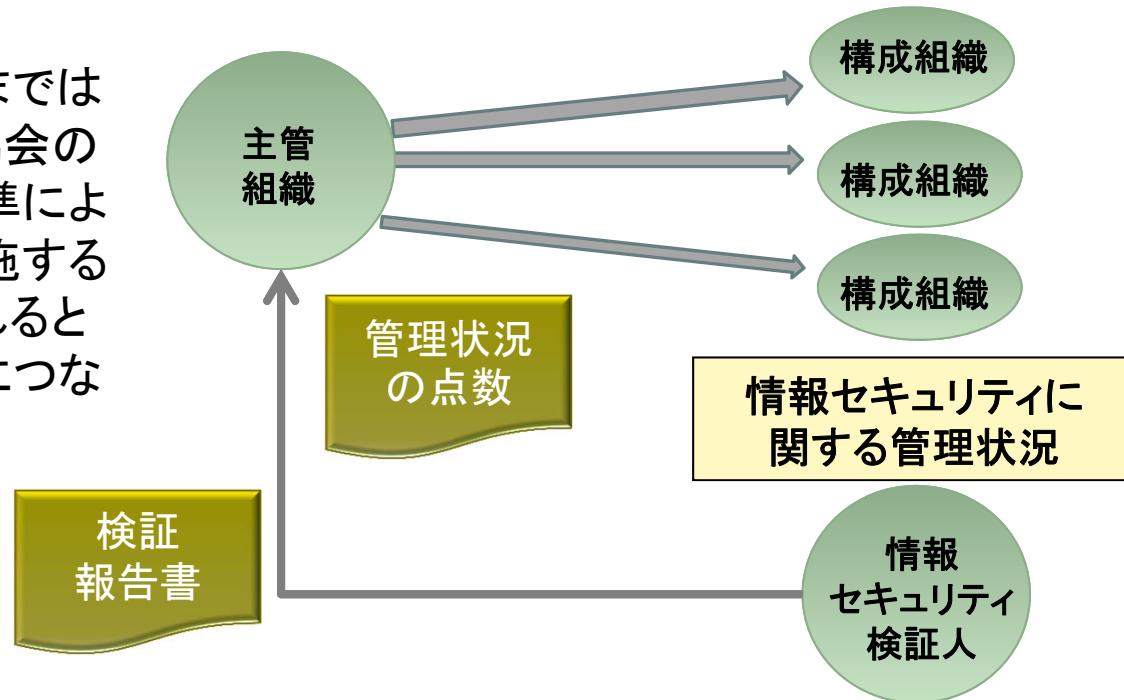 までは
会の
準によ
施する
ると
つな
主管
組織
構成組織
構成組織
構成組織
管理状況
の点数
情報セキュリティに
関する管理状況
検証
報告書
情報
セキュリティ
検証人